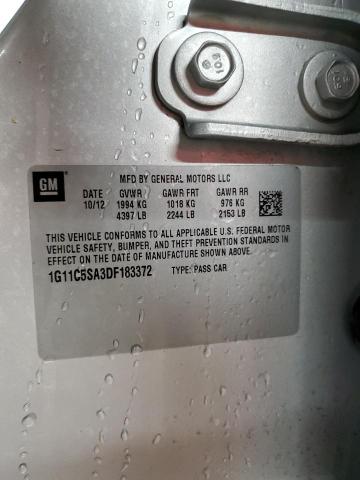 GM
MFD BY GENERAL MOTORS LLC
DATE GVWR GAWR FRT GAWR RR
10/12 1994 KG 1018 KG 976 KG
4397 LB 2244 LB 2153 LB
THIS VEHICLE CONFORMS TO ALL APPLICABLE U.S. FEDERAL MOTOR
VEHICLE SAFETY, BUMPER, AND THEFT PREVENTION STANDARDS IN
EFFECT ON THE DATE OF MANUFACTURE SHOWN ABOVE.
1G11C5SA3DF183372 TYPE: PASS CAR